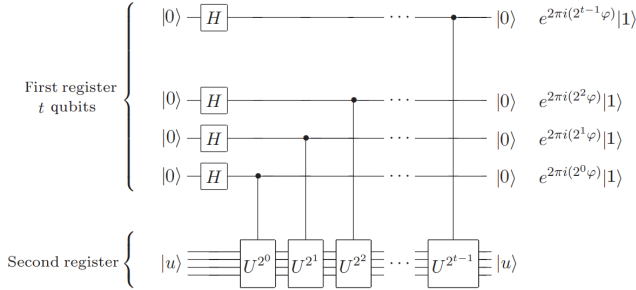 |0⟩ H ··· |0⟩ e^{2πi(2^{t−1}φ)}|1⟩
First register
t qubits
|0⟩ H ··· |0⟩ e^{2πi(2^2φ)}|1⟩
|0⟩ H ··· |0⟩ e^{2πi(2^1φ)}|1⟩
|0⟩ H ··· |0⟩ e^{2πi(2^0φ)}|1⟩
Second register |u⟩ U^{2^0} U^{2^1} U^{2^2} ··· U^{2^{t−1}} |u⟩